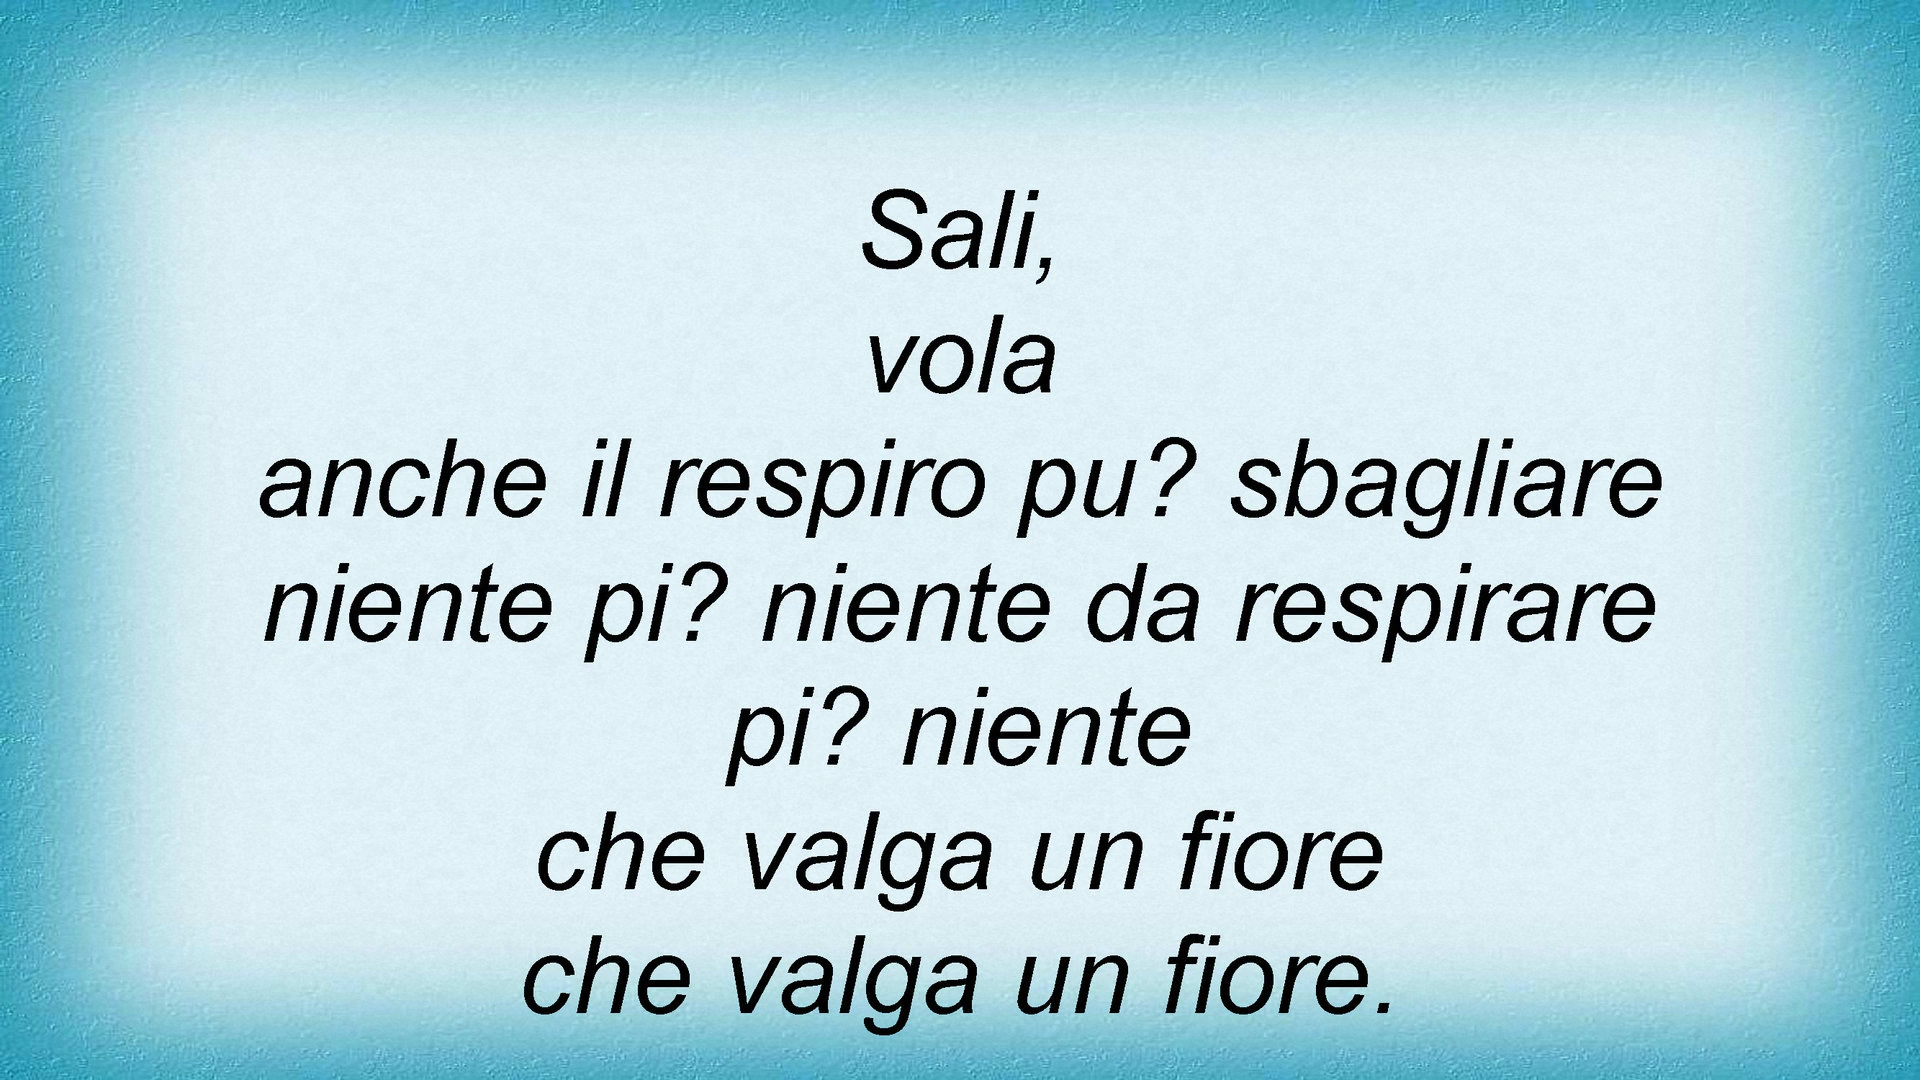 Sali,
vola
anche il respiro pu? sbagliare
niente pi? niente da respirare
pi? niente
che valga un fiore
che valga un fiore.